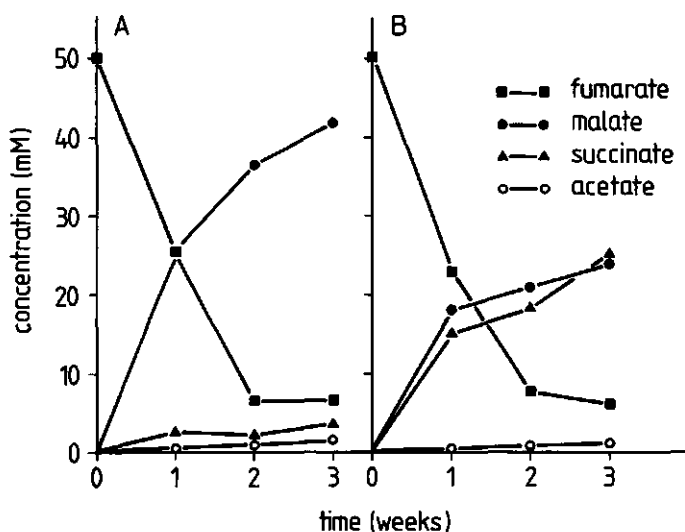 A
B
50
40
30
20
10
0
concentration (mM)
fumarate
malate
succinate
acetate
0 1 2 3
0 1 2 3
time (weeks)